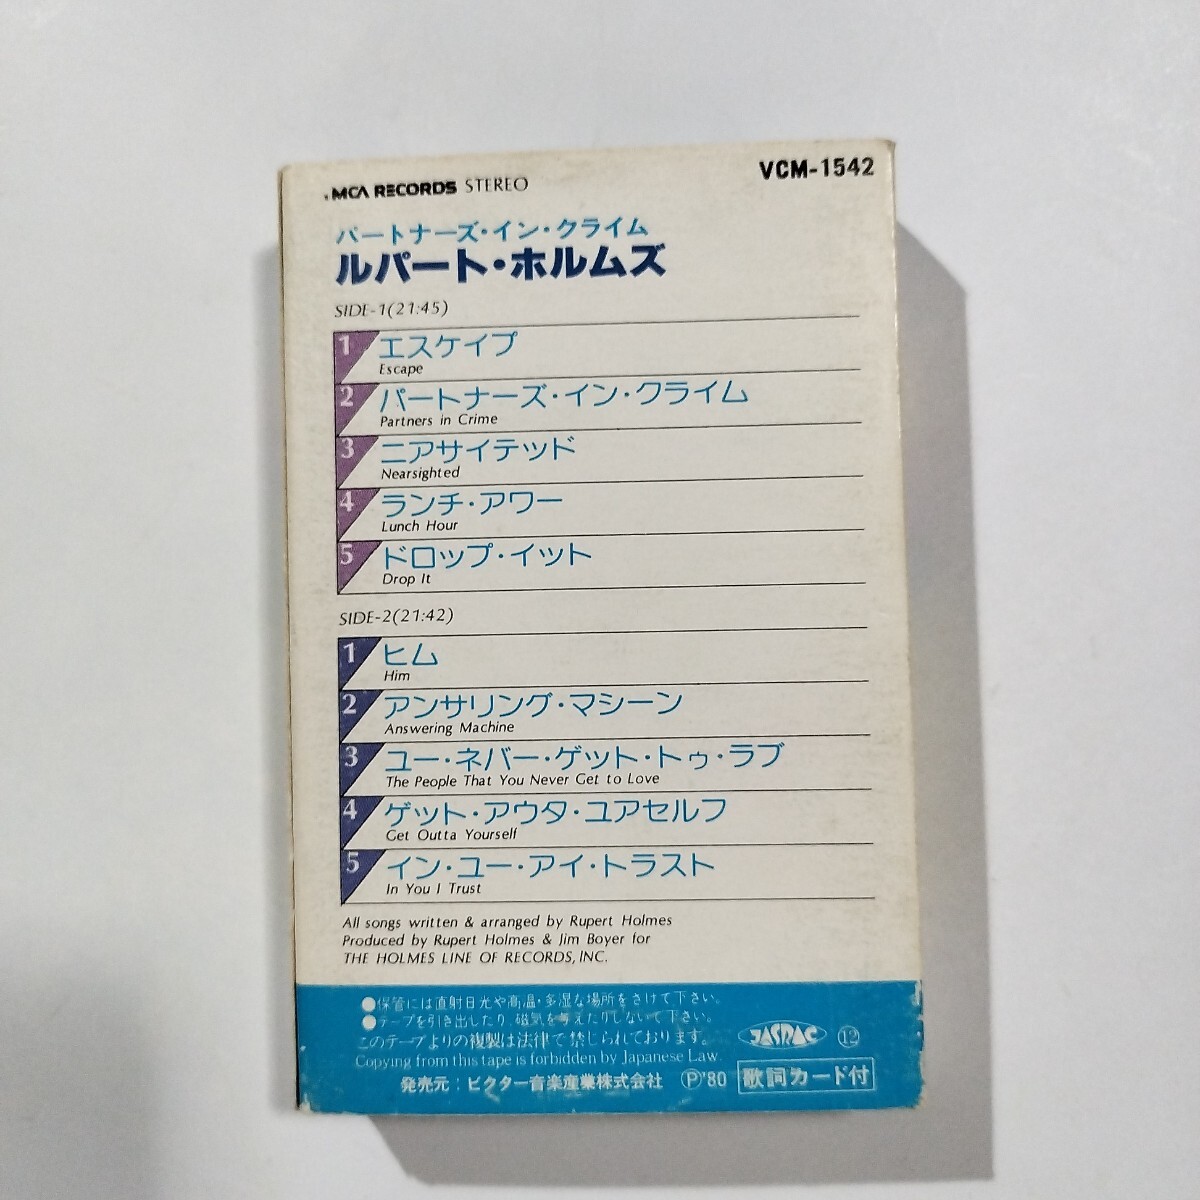 MCA RECORDS STEREO
VCM-1542
パートナーズ・イン・クライム
ルパート・ホルムズ
SIDE-1(21:45)
1 エスケイプ
Escape
2 パートナーズ・イン・クライム
Partners in Crime
3 ニアサイテッド
Nearsighted
4 ランチ・アワー
Lunch Hour
5 ドロップ・イット
Drop It
SIDE-2(21:42)
1 ヒム
Him
2 アンサリング・マシーン
Answering Machine
3 ユー・ネバー・ゲット・トゥ・ラブ
The People That You Never Get to Love
4 ゲット・アウタ・ユアセルフ
Get Outta Yourself
5 イン・ユー・アイ・トラスト
In You I Trust
All songs written & arranged by Rupert Holmes
Produced by Rupert Holmes & Jim Boyer for
THE HOLMES LINE OF RECORDS, INC.
●保管には直射日光や高温・多湿な場所をさけて下さい。
●テープを引き出したり、磁気を与えたりしないて下さい。
このテープよりの複製は法律で禁じられております。
JASRAC ⑫
Copying from this tape is forbidden by Japanese Law.
発売元:ビクター音楽産業株式会社 Ⓟ'80 歌詞カード付